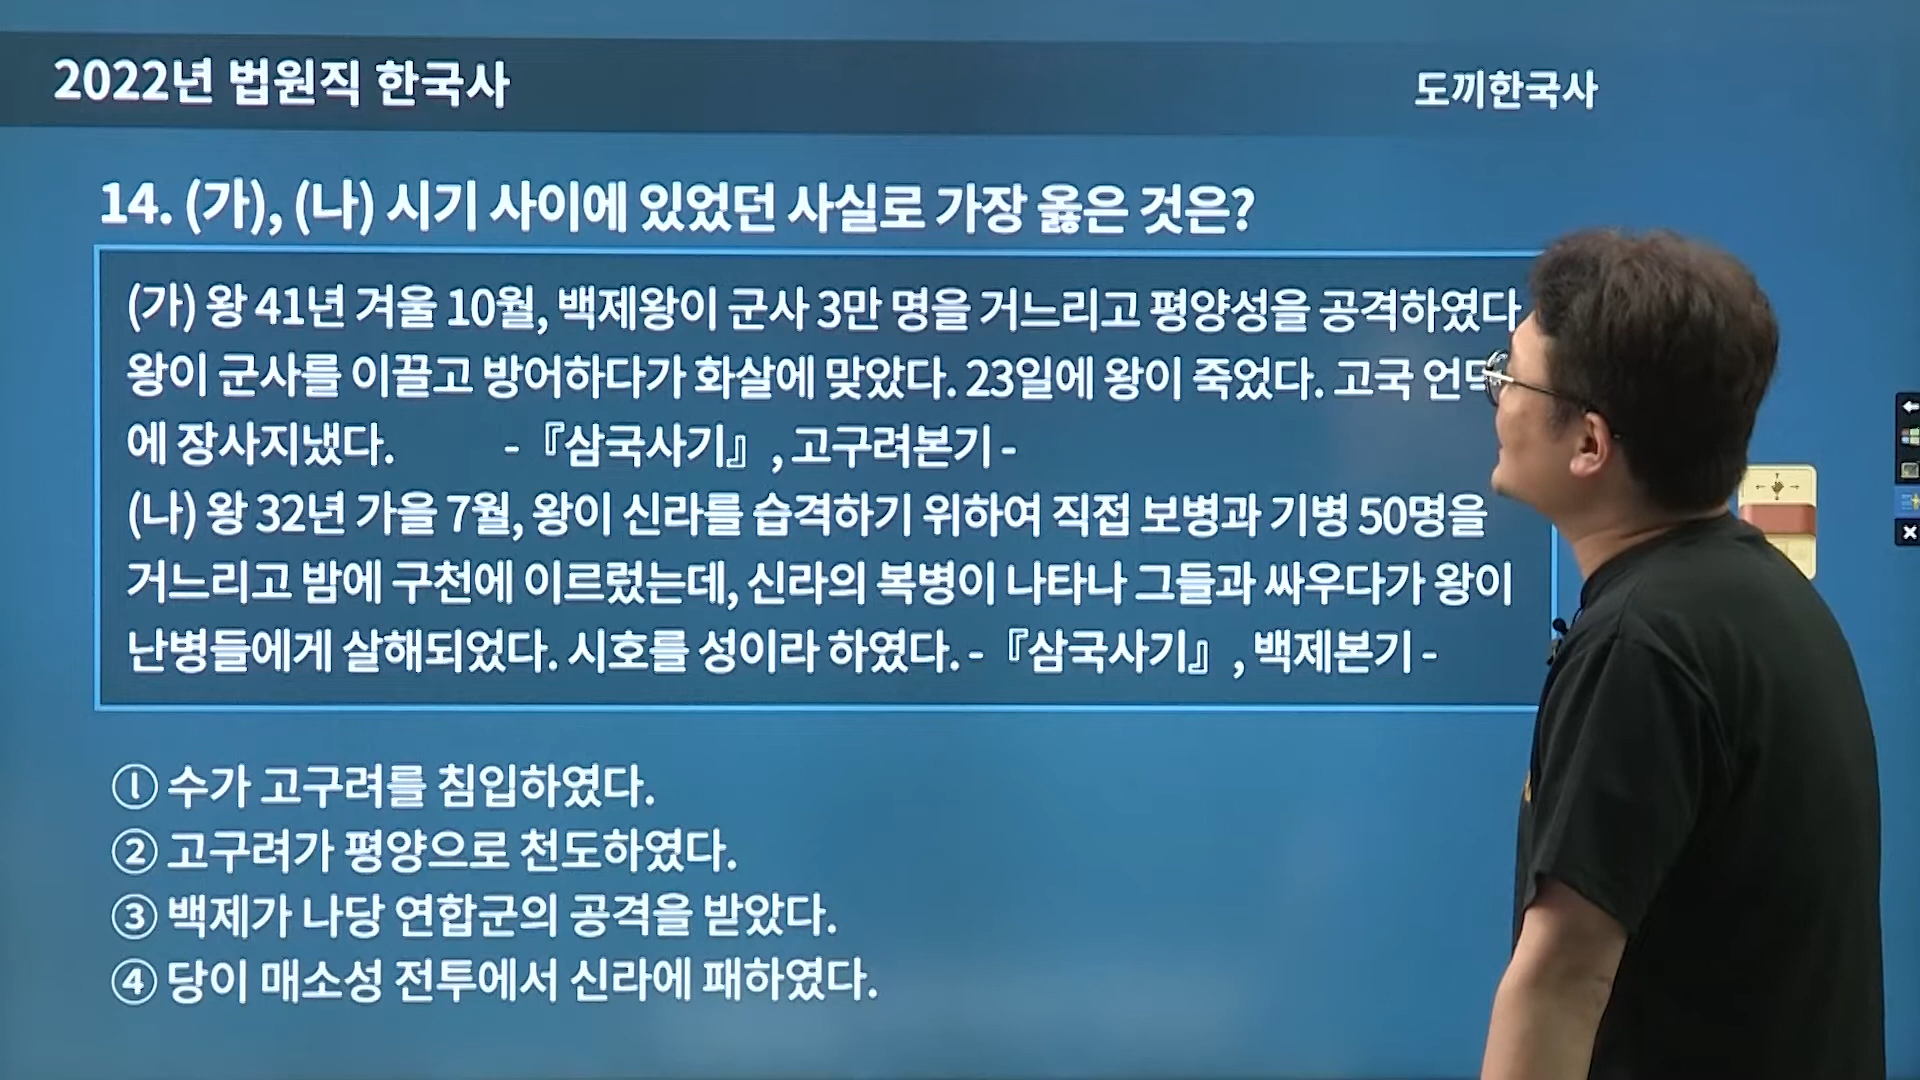 2022년 법원직 한국사
도끼한국사
14. (가), (나) 시기 사이에 있었던 사실로 가장 옳은 것은?
(가) 왕 41년 겨울 10월, 백제왕이 군사 3만 명을 거느리고 평양성을 공격하였다
왕이 군사를 이끌고 방어하다가 화살에 맞았다. 23일에 왕이 죽었다. 고국
에 장사지냈다. -『삼국사기』, 고구려본기 -
(나) 왕 32년 가을 7월, 왕이 신라를 습격하기 위하여 직접 보병과 기병 50명을
거느리고 밤에 구천에 이르렀는데, 신라의 복병이 나타나 그들과 싸우다가 왕이
난병들에게 살해되었다. 시호를 성이라 하였다. -『삼국사기』, 백제본기 -
① 수가 고구려를 침입하였다.
② 고구려가 평양으로 천도하였다.
③ 백제가 나당 연합군의 공격을 받았다.
④ 당이 매소성 전투에서 신라에 패하였다.